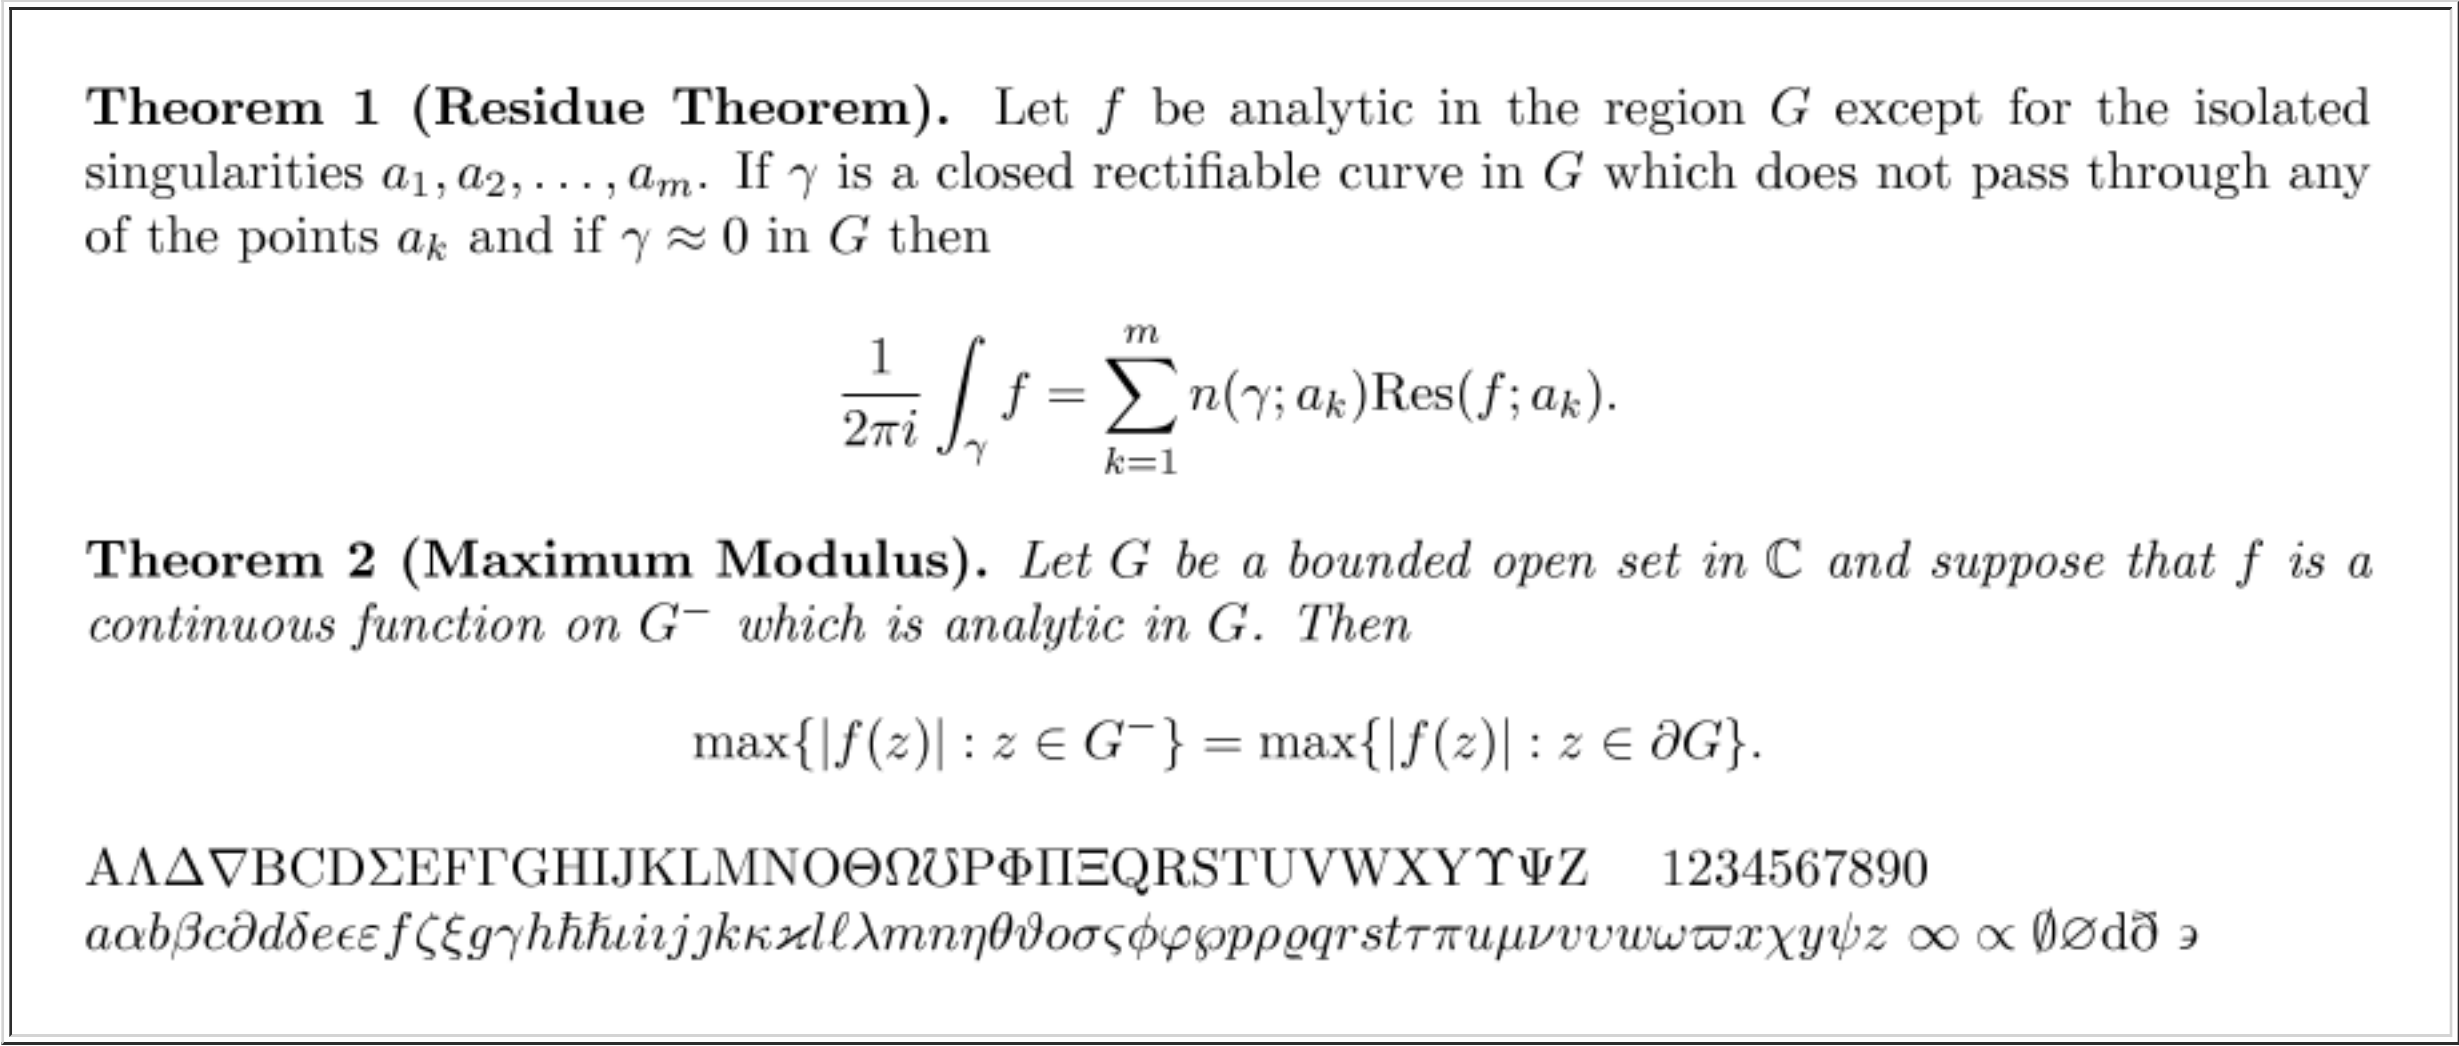 Theorem 1 (Residue Theorem). Let f be analytic in the region G except for the isolated
singularities a₁, a₂, . . . , aₘ. If γ is a closed rectifiable curve in G which does not pass through any
of the points aₖ and if γ ≈ 0 in G then
\frac{1}{2πi} \int_γ f = \sum_{k=1}^{m} n(γ; aₖ)Res(f; aₖ).
Theorem 2 (Maximum Modulus). Let G be a bounded open set in ℂ and suppose that f is a
continuous function on G⁻ which is analytic in G. Then
max{|f(z)| : z ∈ G⁻} = max{|f(z)| : z ∈ ∂G}.
AΛΔ∇BCDΣEFΓGHIJKLMNOΘΩ℧PΦΠΞQRSTUVWXYϒΨZ 1234567890
aαbβc∂dδeϵεfζξgγhℏħιiıjȷkκϰlℓλmnηθϑoσςϕφ℘pρϱqrstτπuμνυvwωϖxχyψz ∞ ∝ ∅∅dð ϶